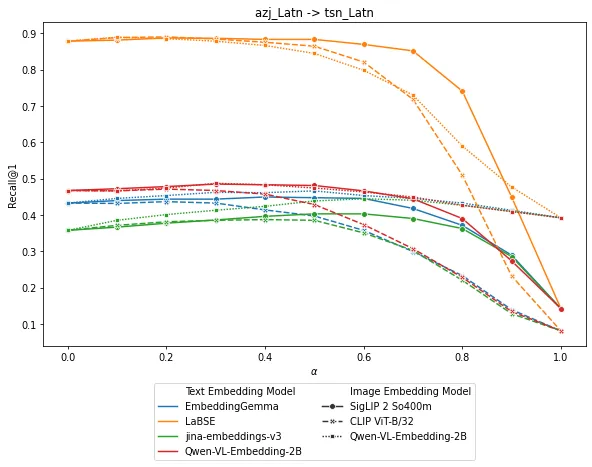 azj_Latn -> tsn_Latn
Recall@1
0.9
0.8
0.7
0.6
0.5
0.4
0.3
0.2
0.1
0.0 0.2 0.4 0.6 0.8 1.0
α
Text Embedding Model
EmbeddingGemma
LaBSE
jina-embeddings-v3
Qwen-VL-Embedding-2B
Image Embedding Model
SigLIP 2 So400m
CLIP ViT-B/32
Qwen-VL-Embedding-2B